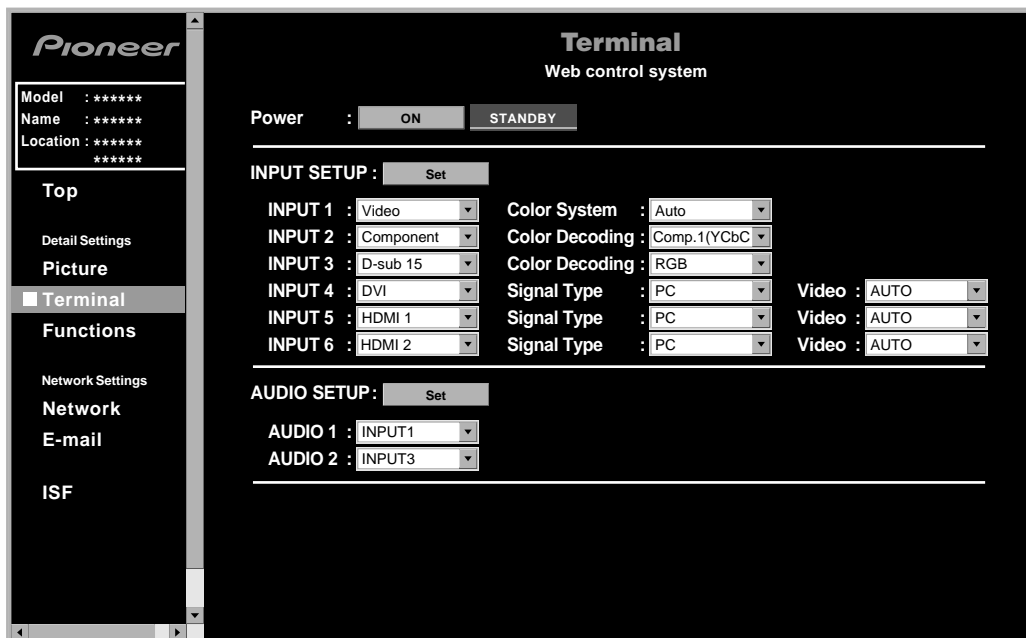 Pioneer
Model : ******
Name : ******
Location : ******
******
Top
Detail Settings
Picture
Terminal
Functions
Network Settings
Network
E-mail
ISF
Terminal
Web control system
Power : ON STANDBY
INPUT SETUP : Set
INPUT 1 : Video Color System : Auto
INPUT 2 : Component Color Decoding : Comp.1(YCbC
INPUT 3 : D-sub 15 Color Decoding : RGB
INPUT 4 : DVI Signal Type : PC Video : AUTO
INPUT 5 : HDMI 1 Signal Type : PC Video : AUTO
INPUT 6 : HDMI 2 Signal Type : PC Video : AUTO
AUDIO SETUP : Set
AUDIO 1 : INPUT1
AUDIO 2 : INPUT3